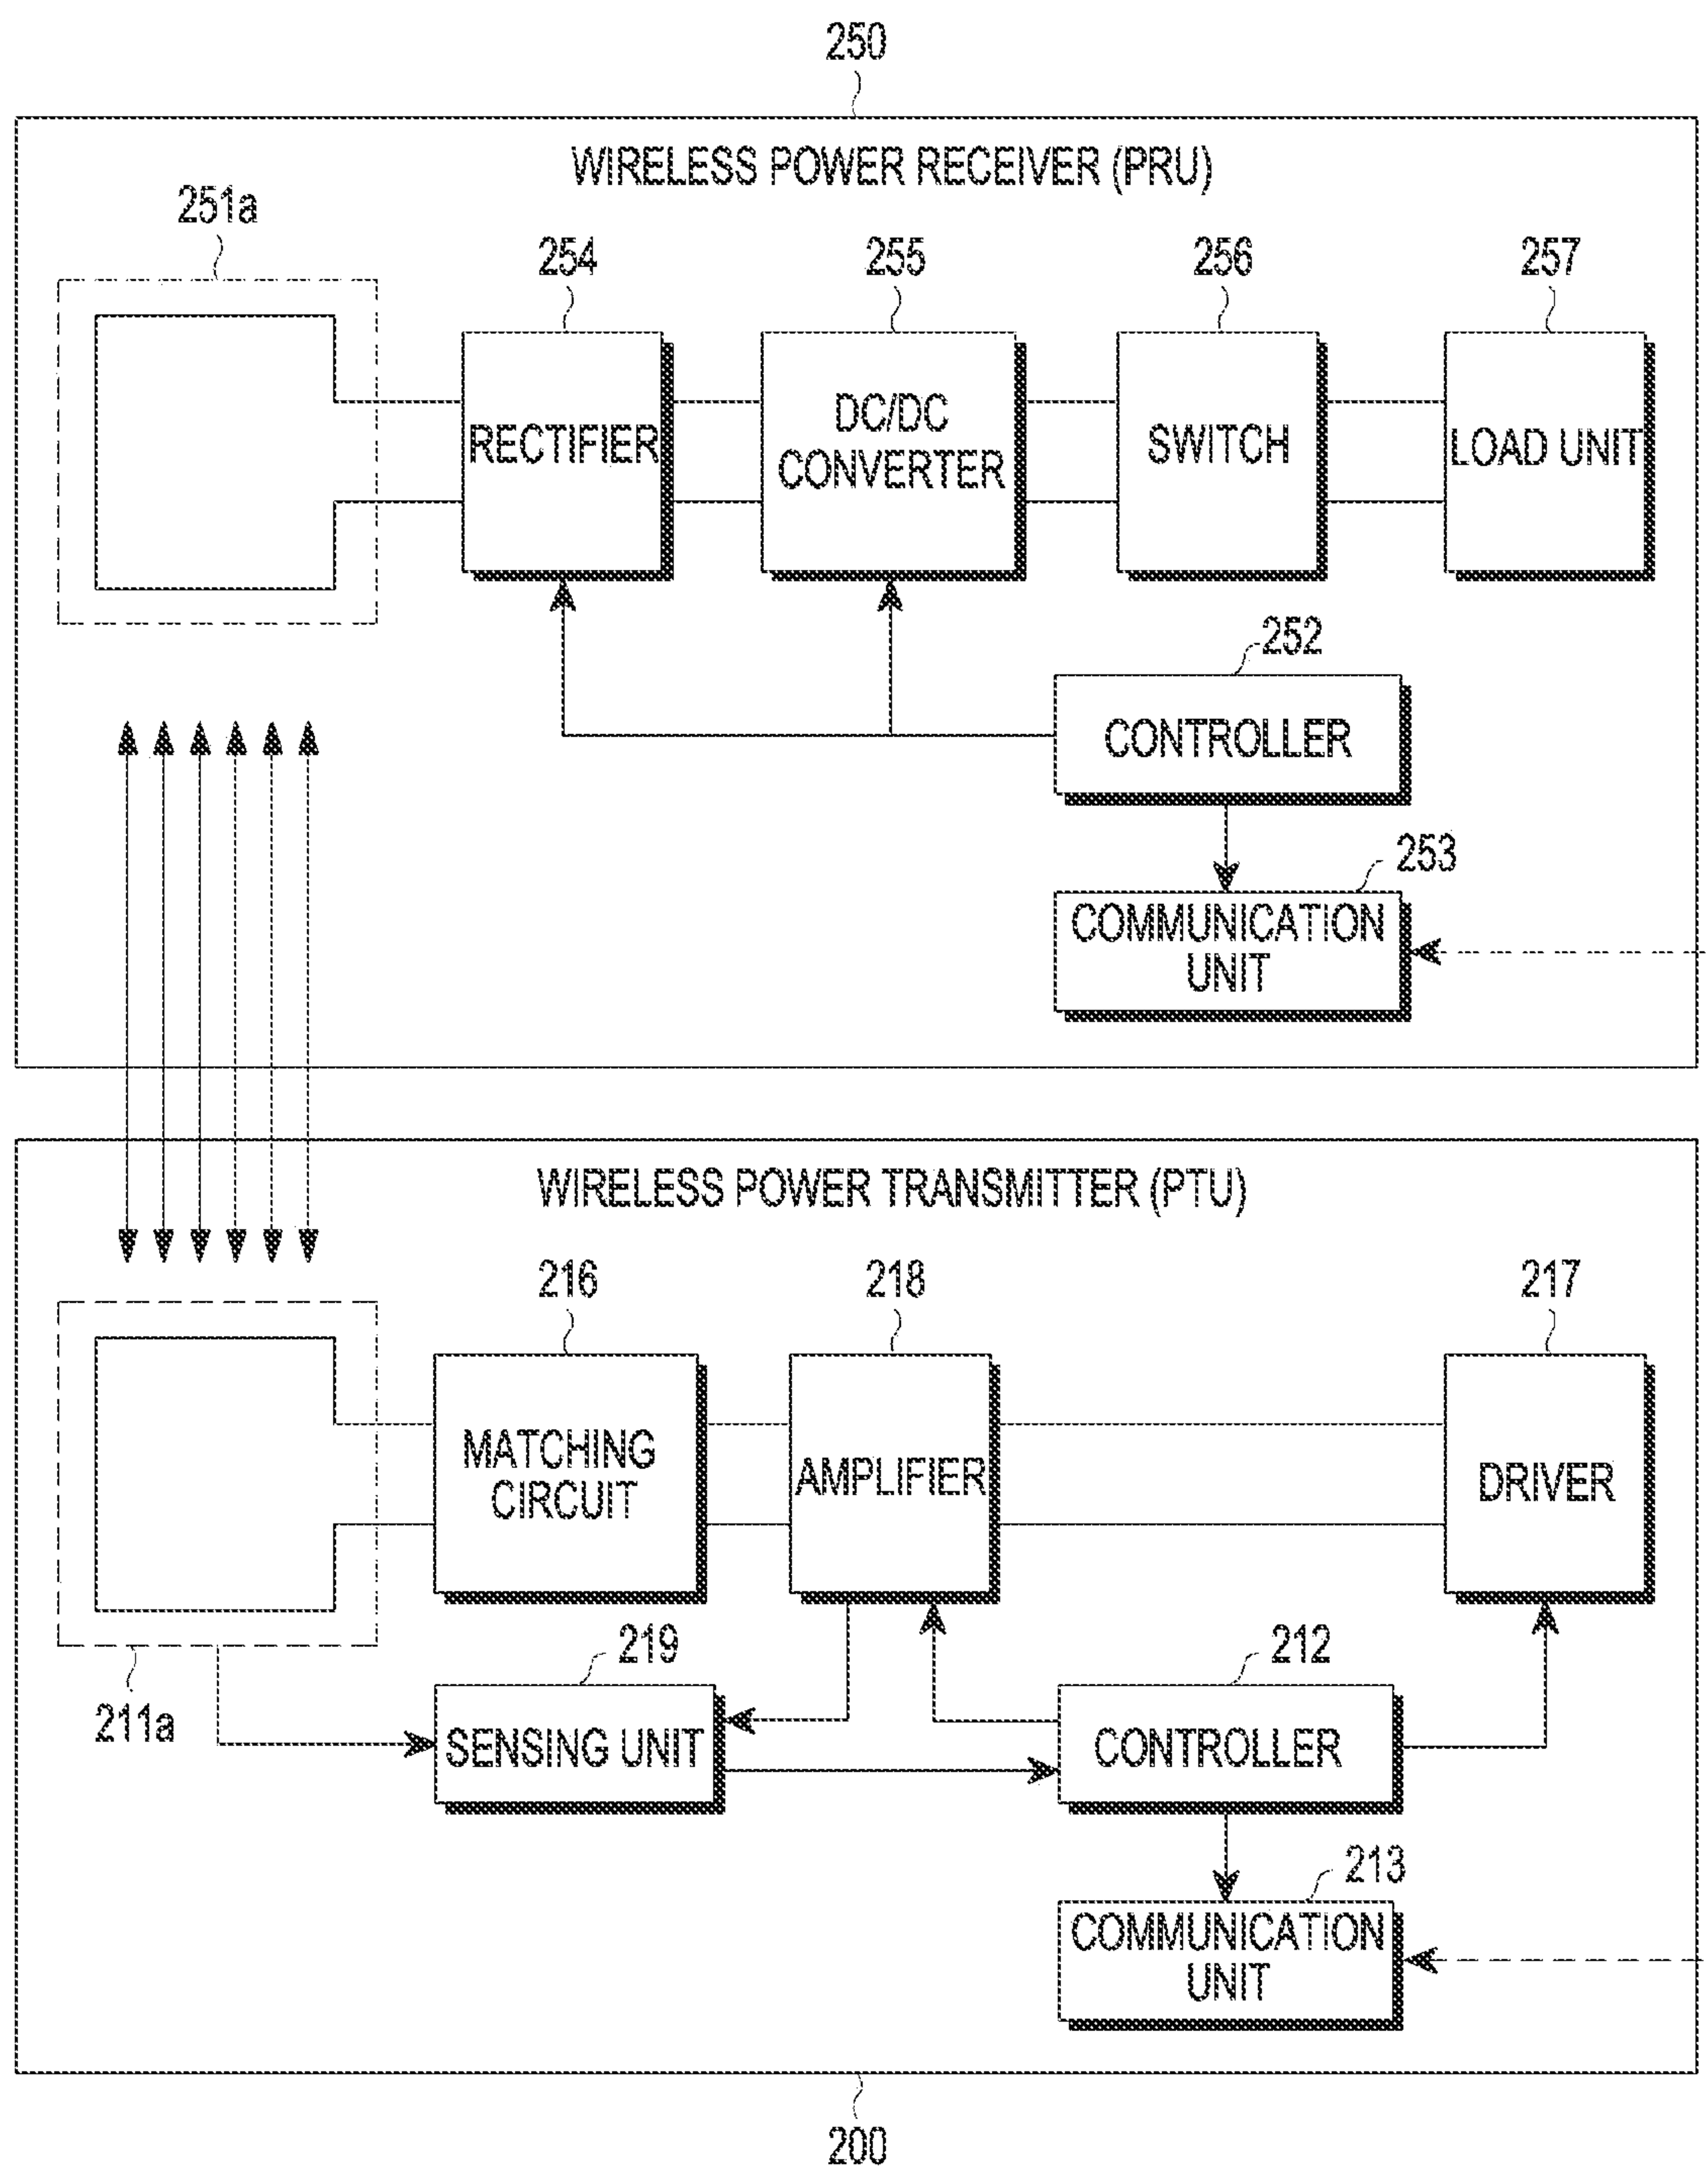 250
WIRELESS POWER RECEIVER (PRU)
251a
254
255
256
257
RECTIFIER
DC/DC
CONVERTER
SWITCH
LOAD UNIT
252
CONTROLLER
253
COMMUNICATION
UNIT
WIRELESS POWER TRANSMITTER (PTU)
216
218
217
MATCHING
CIRCUIT
AMPLIFIER
DRIVER
211a
219
SENSING UNIT
212
CONTROLLER
213
COMMUNICATION
UNIT
200